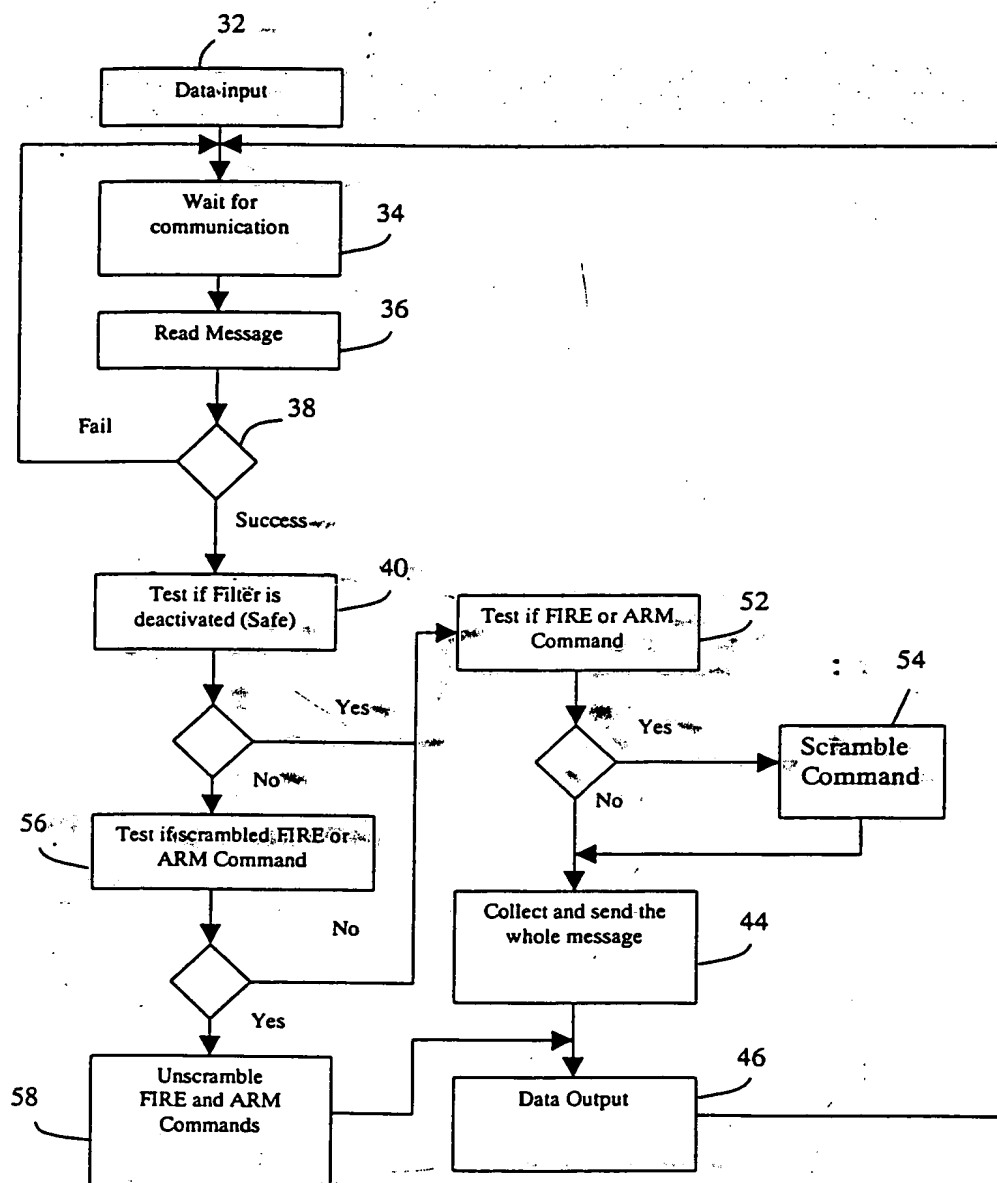 32
Data input
Wait for
communication
34
Read Message
36
38
Fail
Success
40
Test if Filter is
deactivated (Safe)
Yes
No
52
Test if FIRE or ARM
Command
54
Yes
Scramble
Command
No
56
Test if scrambled FIRE or
ARM Command
No
Yes
Collect and send the
whole message
44
58
Unscramble
FIRE and ARM
Commands
46
Data Output